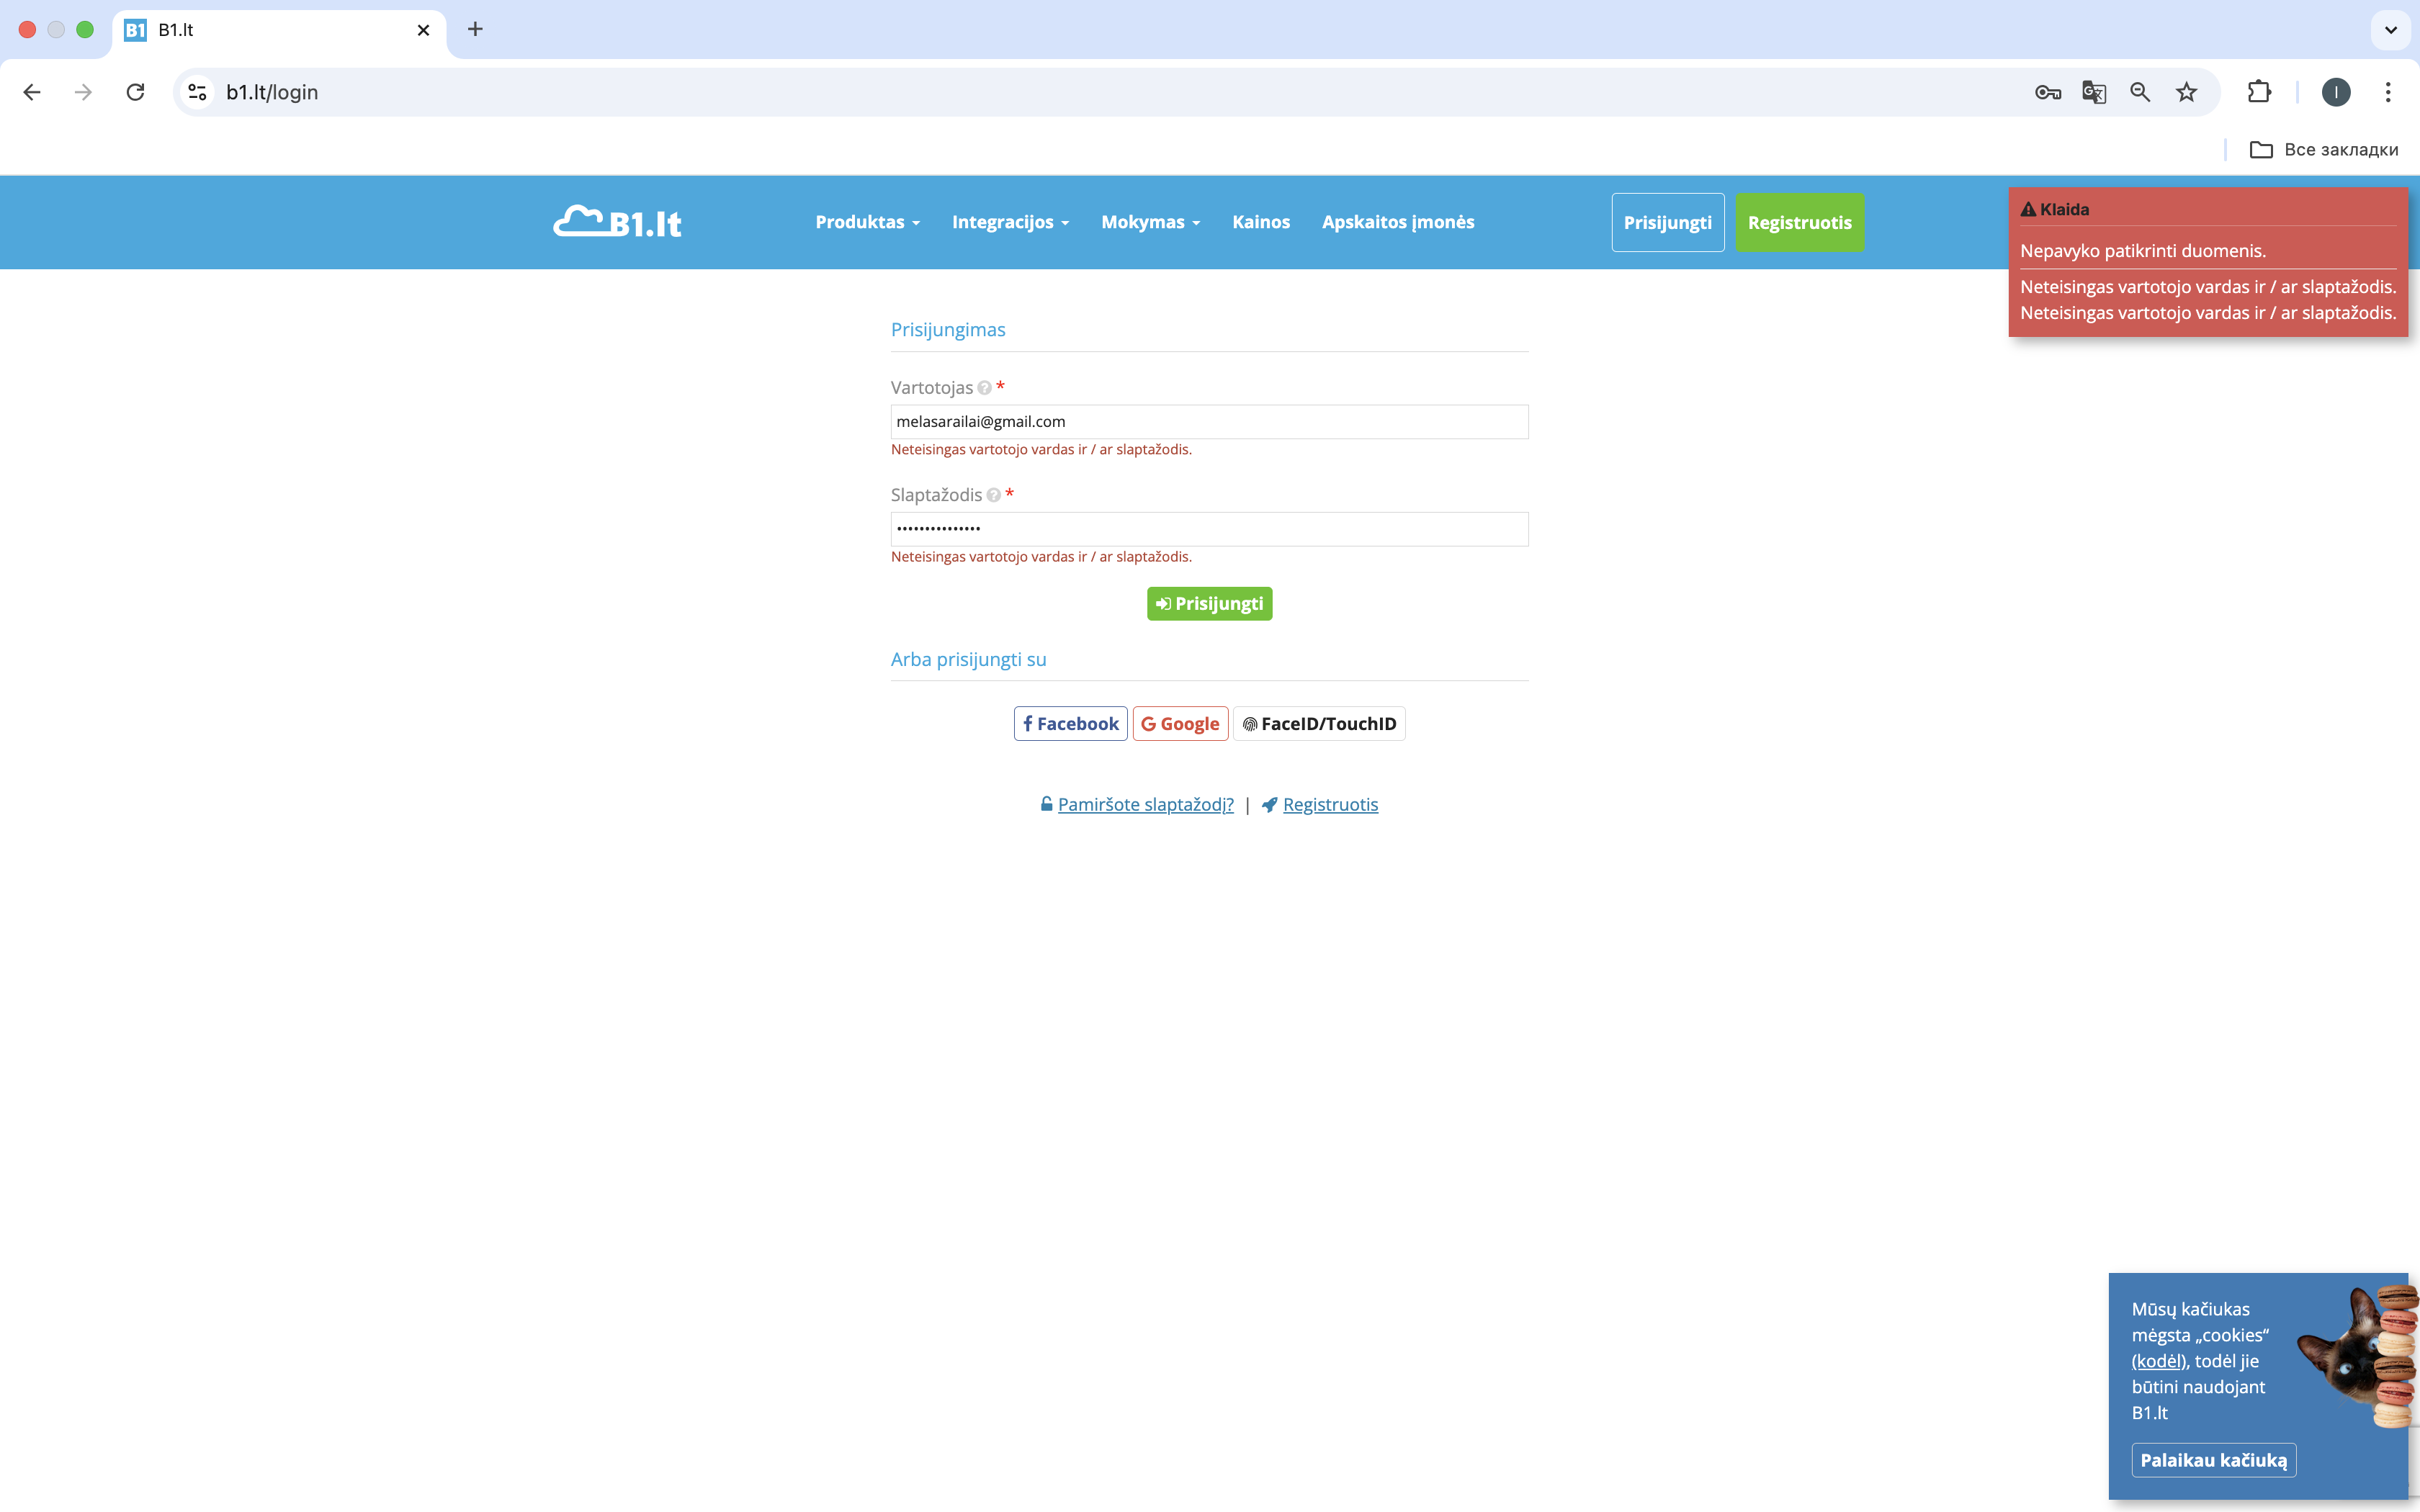 B1 B1.lt
b1.lt/login
Все закладки
B1.lt
Produktas
Integracijos
Mokymas
Kainos
Apskaitos įmonės
Prisijungti
Registruotis
Klaida
Nepavyko patikrinti duomenis.
Neteisingas vartotojo vardas ir / ar slaptažodis.
Neteisingas vartotojo vardas ir / ar slaptažodis.
Prisijungimas
Vartotojas ? *
melasarailai@gmail.com
Neteisingas vartotojo vardas ir / ar slaptažodis.
Slaptažodis ? *
•••••••••••••••
Neteisingas vartotojo vardas ir / ar slaptažodis.
Prisijungti
Arba prisijungti su
Facebook
Google
FaceID/TouchID
Pamiršote slaptažodį? | Registruotis
Mūsų kačiukas
mėgsta „cookies“
(kodėl), todėl jie
būtini naudojant
B1.lt
Palaikau kačiuką